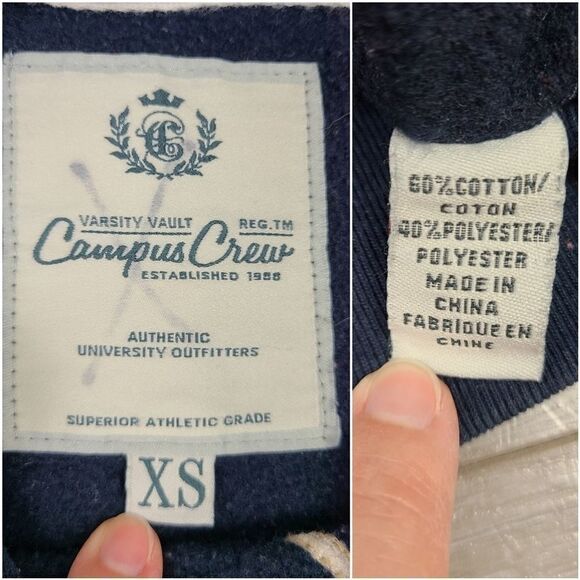 VARSITY VAULT REG.TM
Campus Crew
ESTABLISHED 1988
AUTHENTIC
UNIVERSITY OUTFITTERS
SUPERIOR ATHLETIC GRADE
XS
60%COTTON/
COTON
40%POLYESTER/
POLYESTER
MADE IN
CHINA
FABRIQUE EN
CHINE